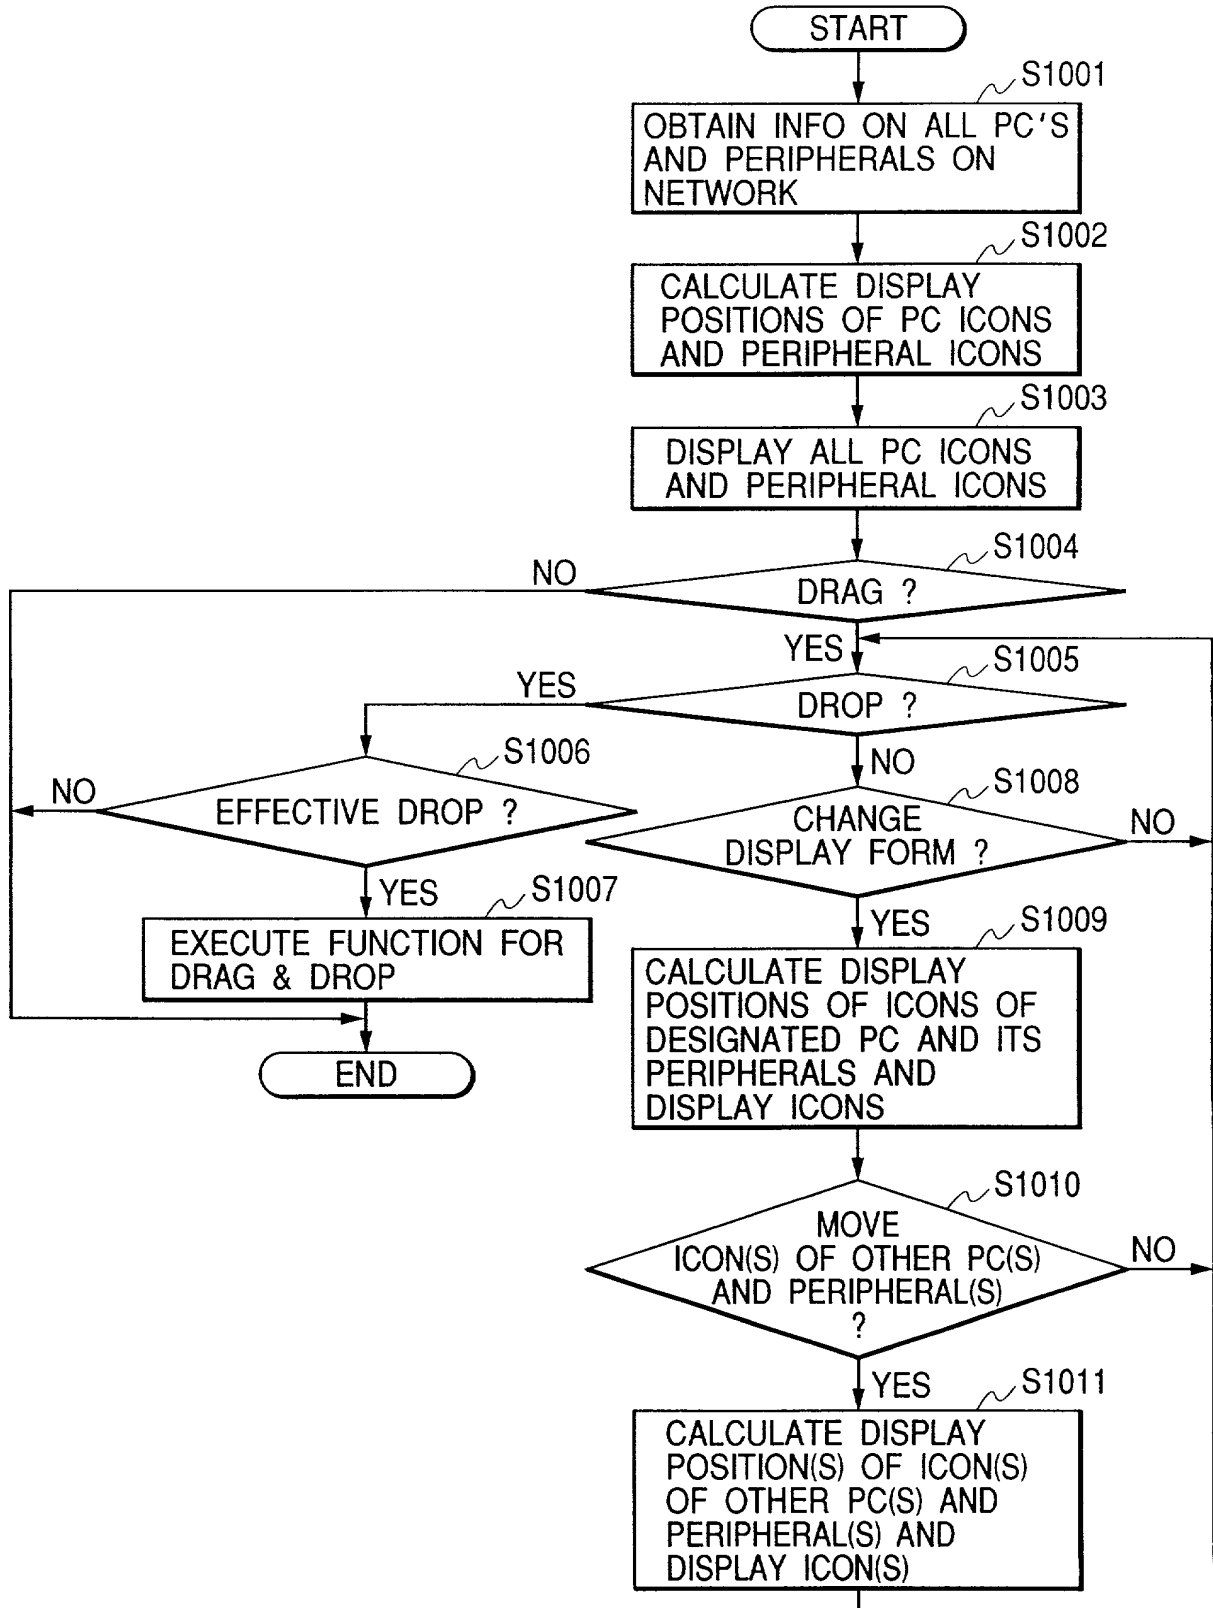 START
S1001
OBTAIN INFO ON ALL PC'S
AND PERIPHERALS ON
NETWORK
S1002
CALCULATE DISPLAY
POSITIONS OF PC ICONS
AND PERIPHERAL ICONS
S1003
DISPLAY ALL PC ICONS
AND PERIPHERAL ICONS
S1004
NO
DRAG ?
YES
S1005
YES
DROP ?
S1006
NO
EFFECTIVE DROP ?
NO
S1008
CHANGE
DISPLAY FORM ?
NO
YES
S1007
EXECUTE FUNCTION FOR
DRAG & DROP
END
YES
S1009
CALCULATE DISPLAY
POSITIONS OF ICONS OF
DESIGNATED PC AND ITS
PERIPHERALS AND
DISPLAY ICONS
S1010
MOVE
ICON(S) OF OTHER PC(S)
AND PERIPHERAL(S)
?
NO
YES
S1011
CALCULATE DISPLAY
POSITION(S) OF ICON(S)
OF OTHER PC(S) AND
PERIPHERAL(S) AND
DISPLAY ICON(S)